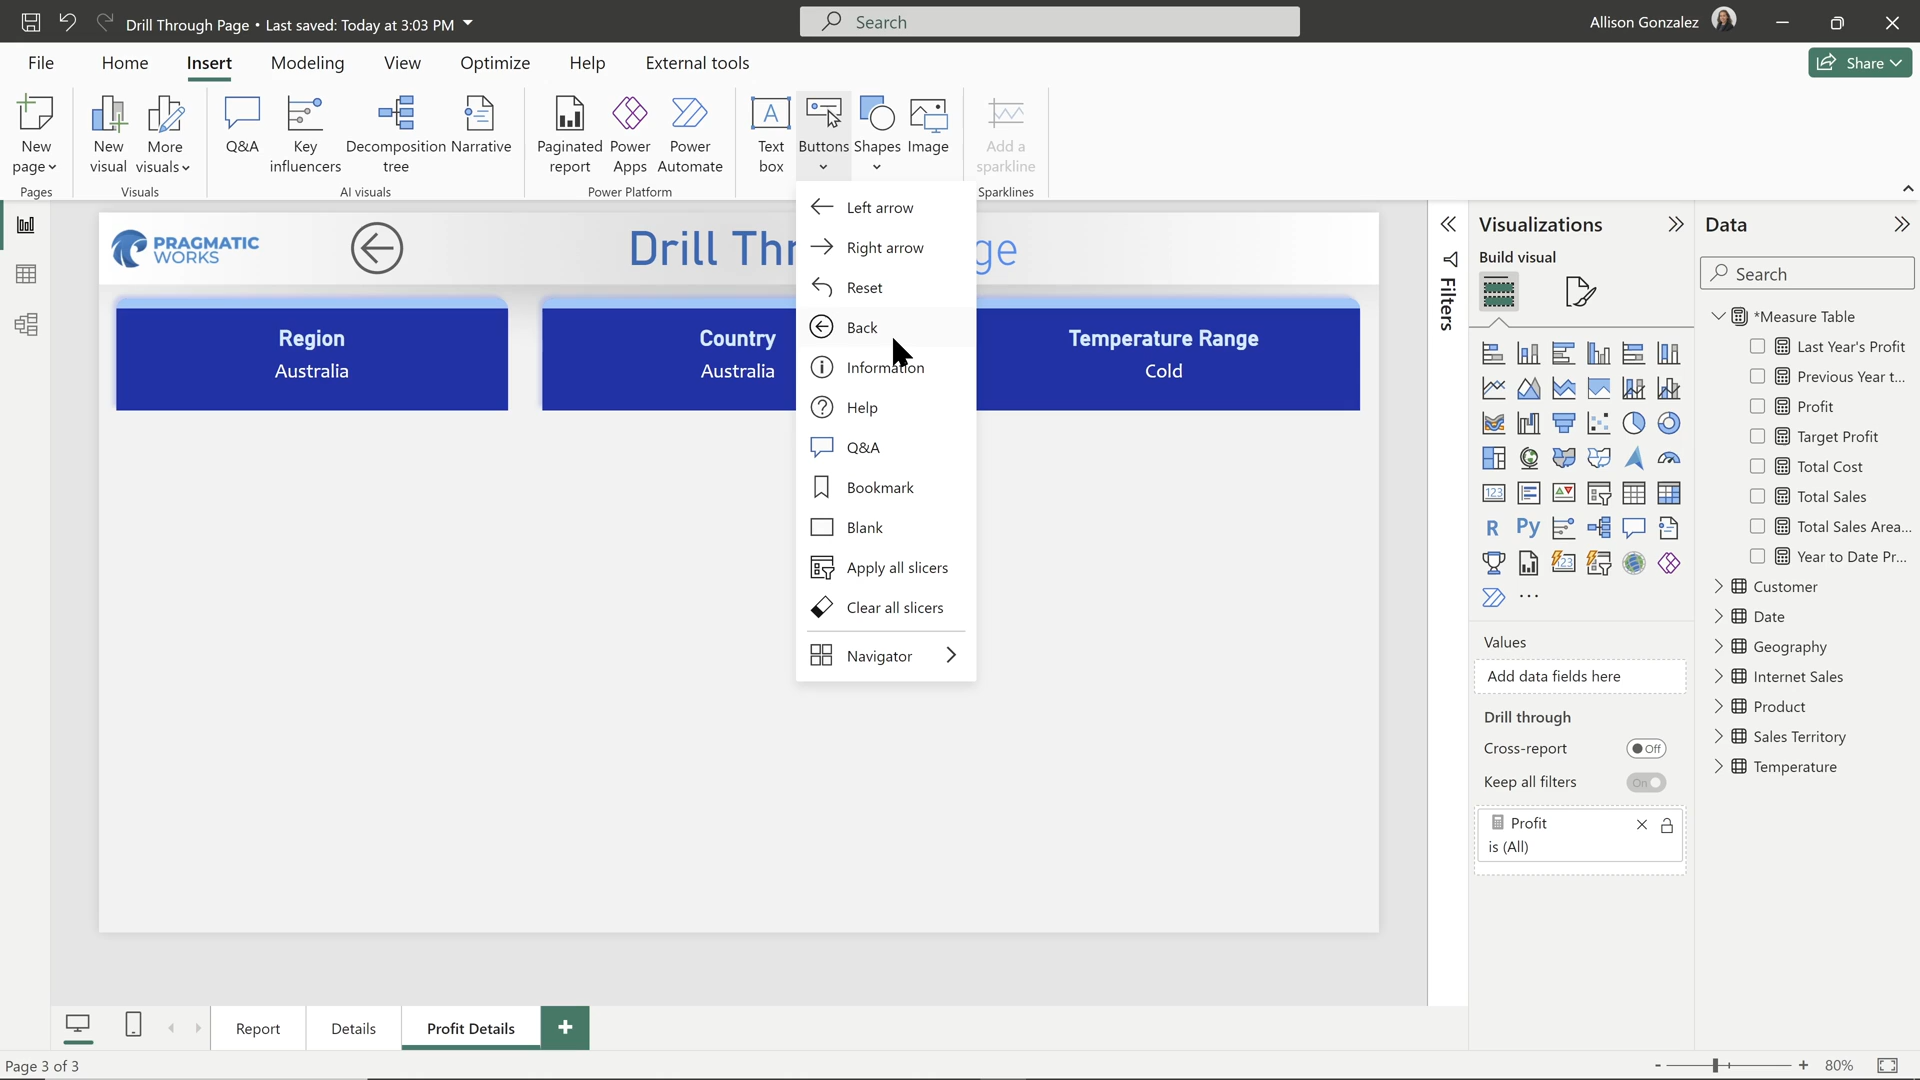 Drill Through Page • Last saved: Today at 3:03 PM
Search
Allison Gonzalez
File
Home
Insert
Modeling
View
Optimize
Help
External tools
Share
New page
Pages
New visual
More visuals
Visuals
Q&A
Key influencers
Decomposition tree
Narrative
AI visuals
Paginated report
Power Apps
Power Automate
Power Platform
A
Text box
Buttons
Shapes
Image
Add a sparkline
Sparklines
Left arrow
Right arrow
Reset
Back
Information
Help
Q&A
Bookmark
Blank
Apply all slicers
Clear all slicers
Navigator
PRAGMATIC
WORKS
Drill Thr
ge
Region
Australia
Country
Australia
Temperature Range
Cold
Filters
Visualizations
Build visual
123
R
Py
123
Values
Add data fields here
Drill through
Cross-report
Off
Keep all filters
On
Profit
is (All)
Data
Search
*Measure Table
Last Year's Profit
Previous Year t...
Profit
Target Profit
Total Cost
Total Sales
Total Sales Area...
Year to Date Pr...
Customer
Date
Geography
Internet Sales
Product
Sales Territory
Temperature
Report
Details
Profit Details
Page 3 of 3
80%